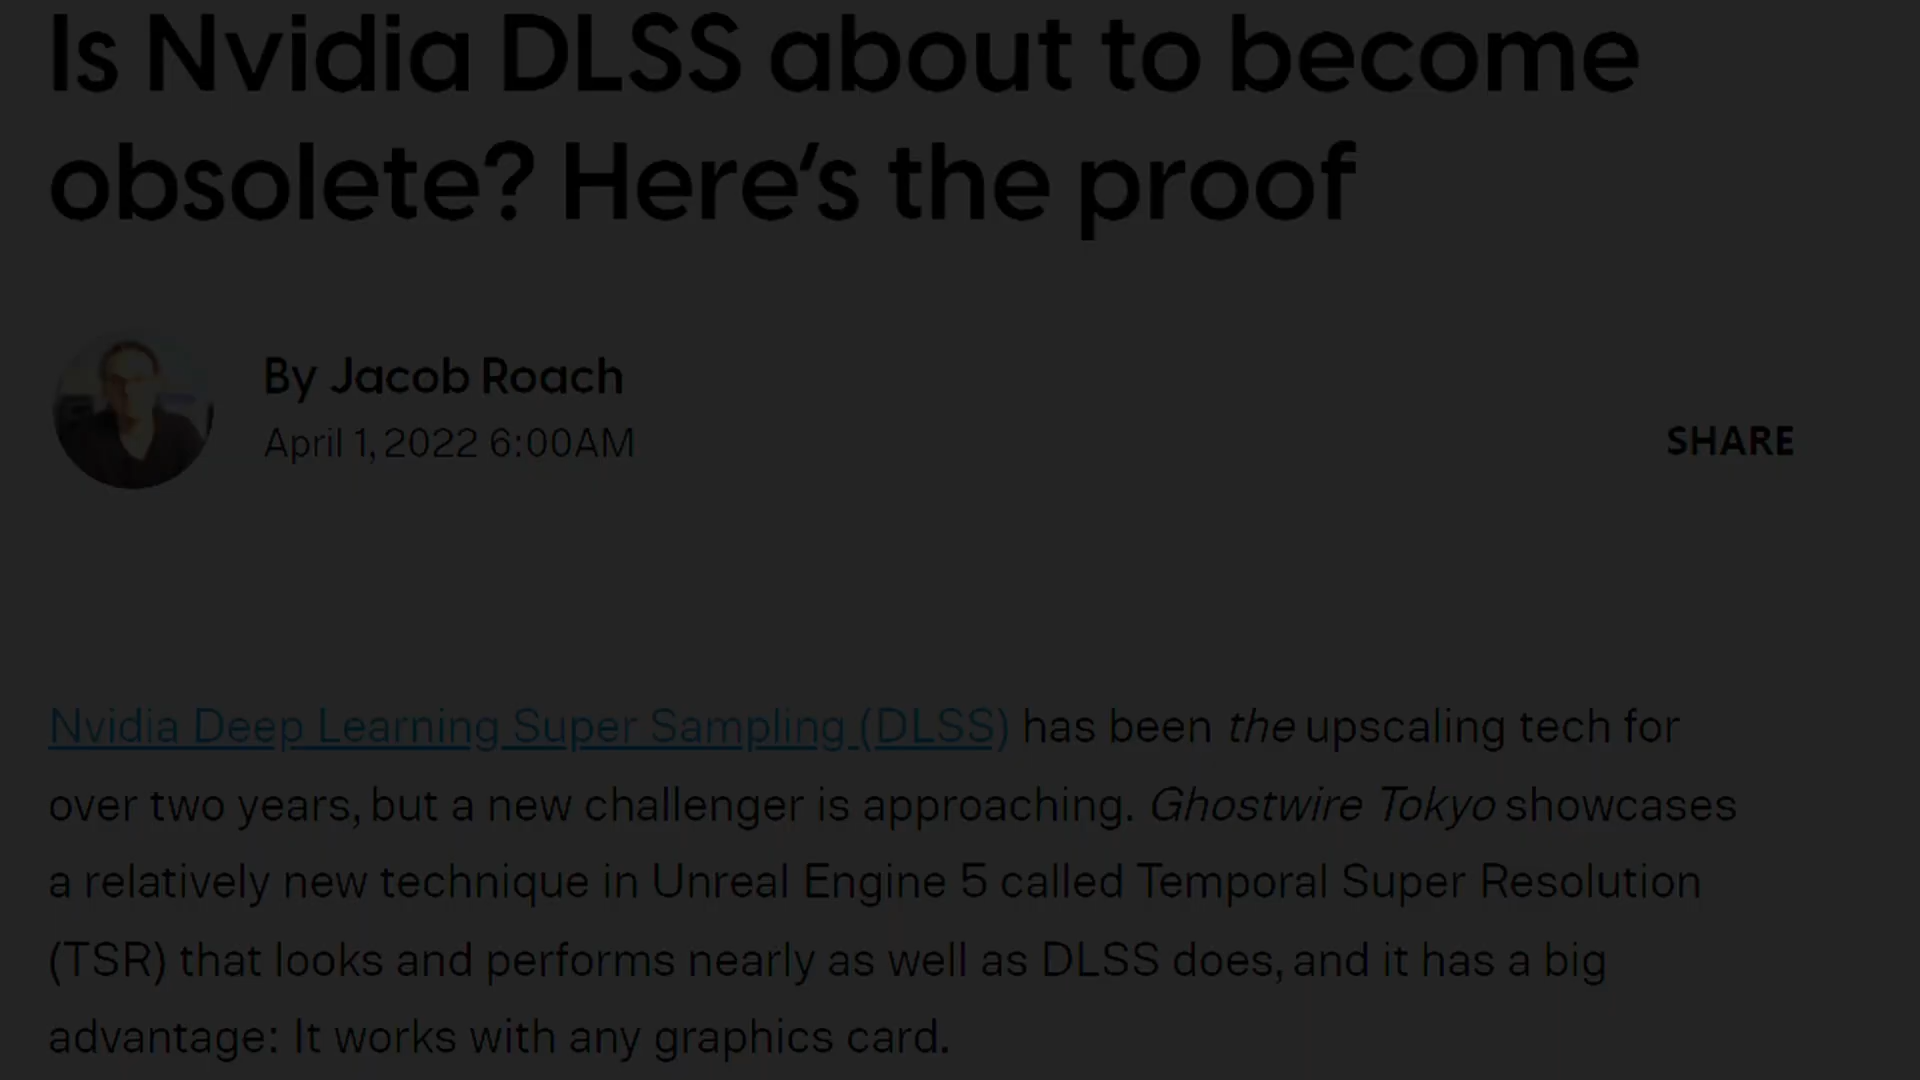 Is Nvidia DLSS about to become
obsolete? Here’s the proof
By Jacob Roach
April 1, 2022 6:00AM
SHARE
Nvidia Deep Learning Super Sampling (DLSS) has been the upscaling tech for
over two years, but a new challenger is approaching. Ghostwire Tokyo showcases
a relatively new technique in Unreal Engine 5 called Temporal Super Resolution
(TSR) that looks and performs nearly as well as DLSS does, and it has a big
advantage: It works with any graphics card.